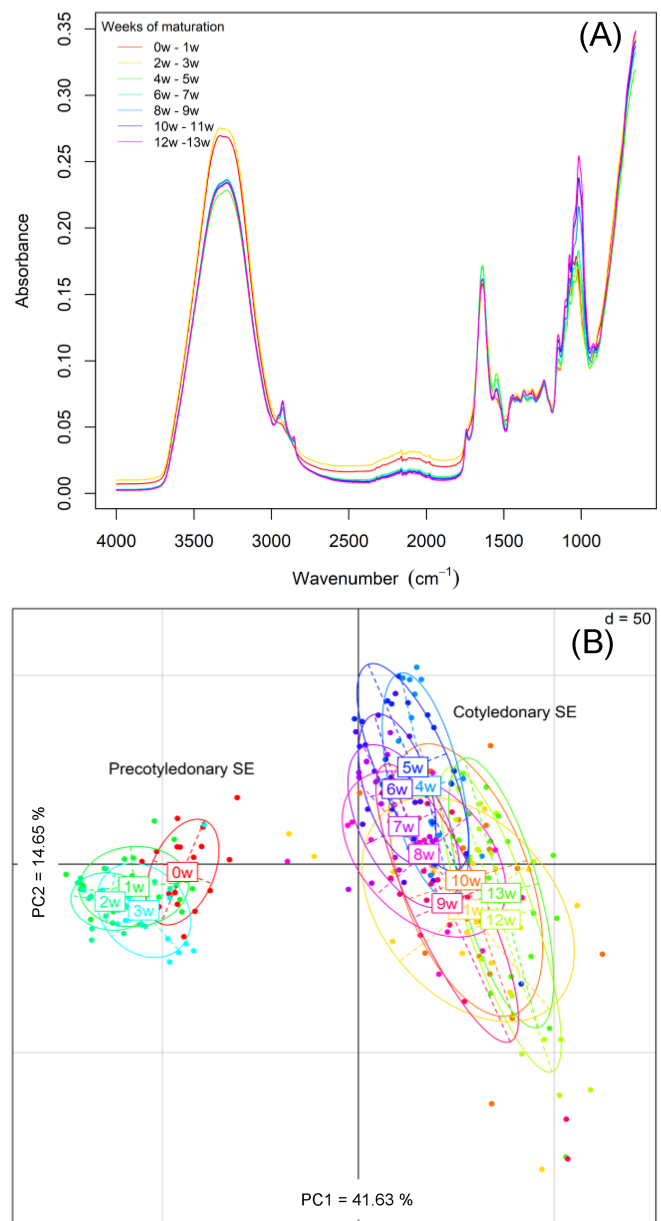 (A)
Weeks of maturation
0w - 1w
2w - 3w
4w - 5w
6w - 7w
8w - 9w
10w - 11w
12w -13w
Absorbance
0.35
0.30
0.25
0.20
0.15
0.10
0.05
0.00
4000 3500 3000 2500 2000 1500 1000
Wavenumber (cm⁻¹)
d = 50
(B)
Cotyledonary SE
Precotyledonary SE
5w
4w
6w
7w
8w
0w
1w
2w
3w
10w
13w
9w
12w
PC2 = 14.65 %
PC1 = 41.63 %